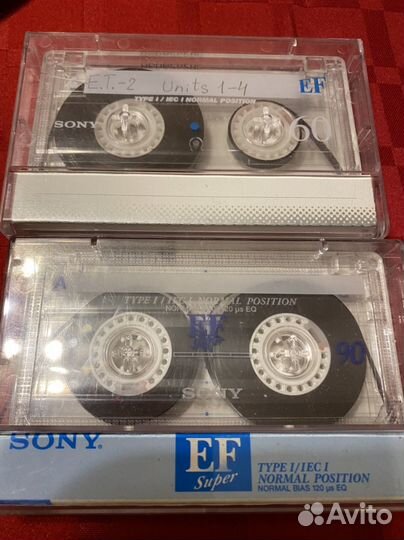 E.T.-2 Units 1-4
TYPE I / IEC I NORMAL POSITION
EF
SONY
60
A
TYPE I / IEC I NORMAL POSITION
NORMAL BIAS 120 µs EQ
EF
90
SONY
SONY
EF
Super
TYPE I/IEC I
NORMAL POSITION
NORMAL BIAS 120 µs EQ
Avito